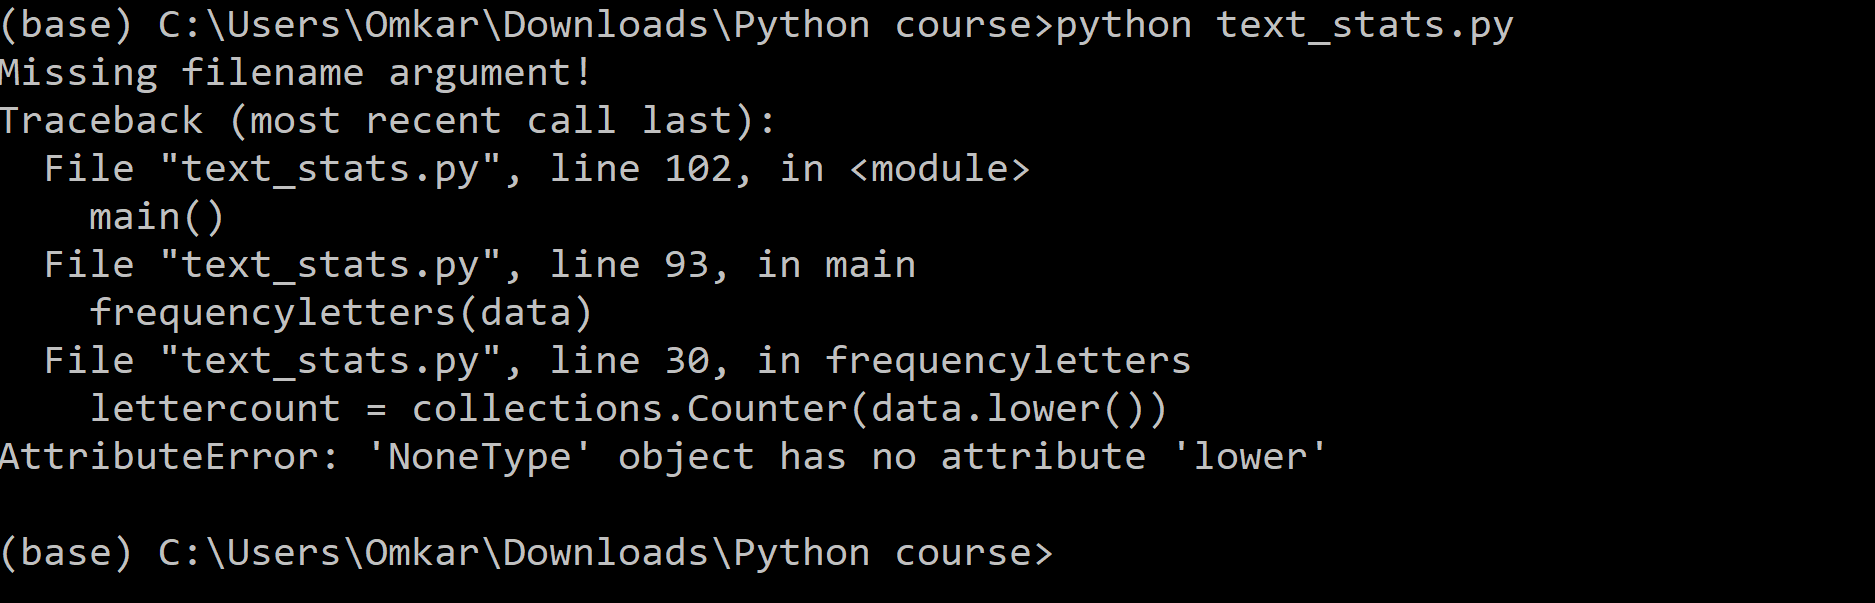 (base) C:\Users\Omkar\Downloads\Python course>python text_stats.py
Missing filename argument!
Traceback (most recent call last):
  File "text_stats.py", line 102, in <module>
    main()
  File "text_stats.py", line 93, in main
    frequencyletters(data)
  File "text_stats.py", line 30, in frequencyletters
    lettercount = collections.Counter(data.lower())
AttributeError: 'NoneType' object has no attribute 'lower'

(base) C:\Users\Omkar\Downloads\Python course>